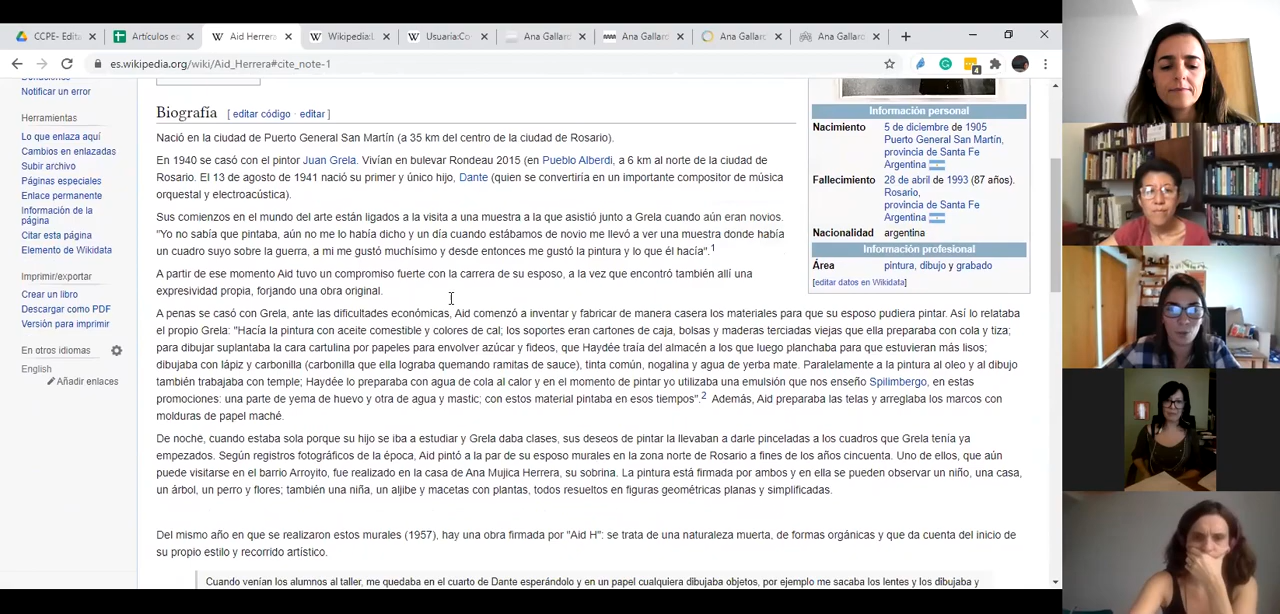 CCPE- Edita
Artículos ed
Aid Herrera
Wikipedia:L
Usuaria:Co
Ana Gallard
Ana Gallard
Ana Gallard
Ana Gallard
es.wikipedia.org/wiki/Aid_Herrera#cite_note-1
4
Notificar un error
Herramientas
Lo que enlaza aquí
Cambios en enlazadas
Subir archivo
Páginas especiales
Enlace permanente
Información de la
página
Citar esta página
Elemento de Wikidata
Imprimir/exportar
Crear un libro
Descargar como PDF
Versión para imprimir
En otros idiomas
English
Añadir enlaces
Biografía [ editar código · editar ]
Nació en la ciudad de Puerto General San Martín (a 35 km del centro de la ciudad de Rosario).
En 1940 se casó con el pintor Juan Grela. Vivían en bulevar Rondeau 2015 (en Pueblo Alberdi, a 6 km al norte de la ciudad de
Rosario. El 13 de agosto de 1941 nació su primer y único hijo, Dante (quien se convertiría en un importante compositor de música
orquestal y electroacústica).
Sus comienzos en el mundo del arte están ligados a la visita a una muestra a la que asistió junto a Grela cuando aún eran novios.
"Yo no sabía que pintaba, aún no me lo había dicho y un día cuando estábamos de novio me llevó a ver una muestra donde había
un cuadro suyo sobre la guerra, a mi me gustó muchísimo y desde entonces me gustó la pintura y lo que él hacía".1
A partir de ese momento Aid tuvo un compromiso fuerte con la carrera de su esposo, a la vez que encontró también allí una
expresividad propia, forjando una obra original.
A penas se casó con Grela, ante las dificultades económicas, Aid comenzó a inventar y fabricar de manera casera los materiales para que su esposo pudiera pintar. Así lo relataba
el propio Grela: "Hacía la pintura con aceite comestible y colores de cal; los soportes eran cartones de caja, bolsas y maderas terciadas viejas que ella preparaba con cola y tiza;
para dibujar suplantaba la cara cartulina por papeles para envolver azúcar y fideos, que Haydée traía del almacén a los que luego planchaba para que estuvieran más lisos;
dibujaba con lápiz y carbonilla (carbonilla que ella lograba quemando ramitas de sauce), tinta común, nogalina y agua de yerba mate. Paralelamente a la pintura al oleo y al dibujo
también trabajaba con temple; Haydée lo preparaba con agua de cola al calor y en el momento de pintar yo utilizaba una emulsión que nos enseño Spilimbergo, en estas
promociones: una parte de yema de huevo y otra de agua y mastic; con estos material pintaba en esos tiempos".2 Además, Aid preparaba las telas y arreglaba los marcos con
molduras de papel maché.
De noche, cuando estaba sola porque su hijo se iba a estudiar y Grela daba clases, sus deseos de pintar la llevaban a darle pinceladas a los cuadros que Grela tenía ya
empezados. Según registros fotográficos de la época, Aid pintó a la par de su esposo murales en la zona norte de Rosario a fines de los años cincuenta. Uno de ellos, que aún
puede visitarse en el barrio Arroyito, fue realizado en la casa de Ana Mujica Herrera, su sobrina. La pintura está firmada por ambos y en ella se pueden observar un niño, una casa,
un árbol, un perro y flores; también una niña, un aljibe y macetas con plantas, todos resueltos en figuras geométricas planas y simplificadas.
Del mismo año en que se realizaron estos murales (1957), hay una obra firmada por "Aid H": se trata de una naturaleza muerta, de formas orgánicas y que da cuenta del inicio de
su propio estilo y recorrido artístico.
Cuando venían los alumnos al taller, me quedaba en el cuarto de Dante esperándolo y en un papel cualquiera dibujaba objetos, por ejemplo me sacaba los lentes y los dibujaba y
Información personal
Nacimiento 5 de diciembre de 1905
Puerto General San Martín,
provincia de Santa Fe
Argentina
Fallecimiento 28 de abril de 1993 (87 años).
Rosario,
provincia de Santa Fe
Argentina
Nacionalidad argentina
Información profesional
Área pintura, dibujo y grabado
[editar datos en Wikidata]